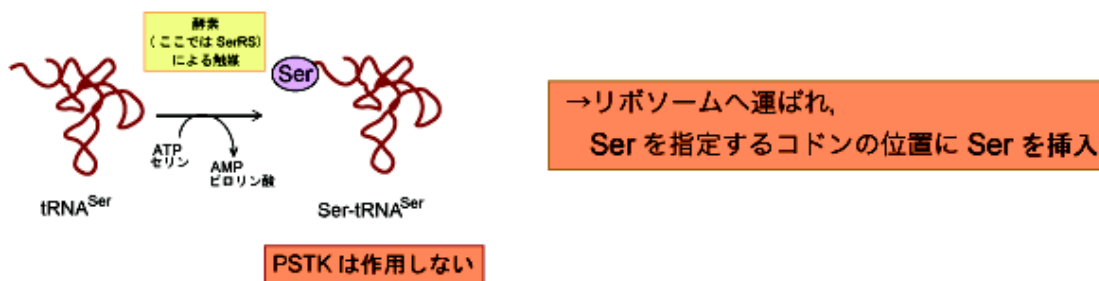 酵素
(ここでは SerRS)
による触媒
Ser
ATP
セリン
AMP
ピロリン酸
tRNASer
Ser-tRNASer
PSTK は作用しない
→リボソームへ運ばれ,
Ser を指定するコドンの位置に Ser を挿入